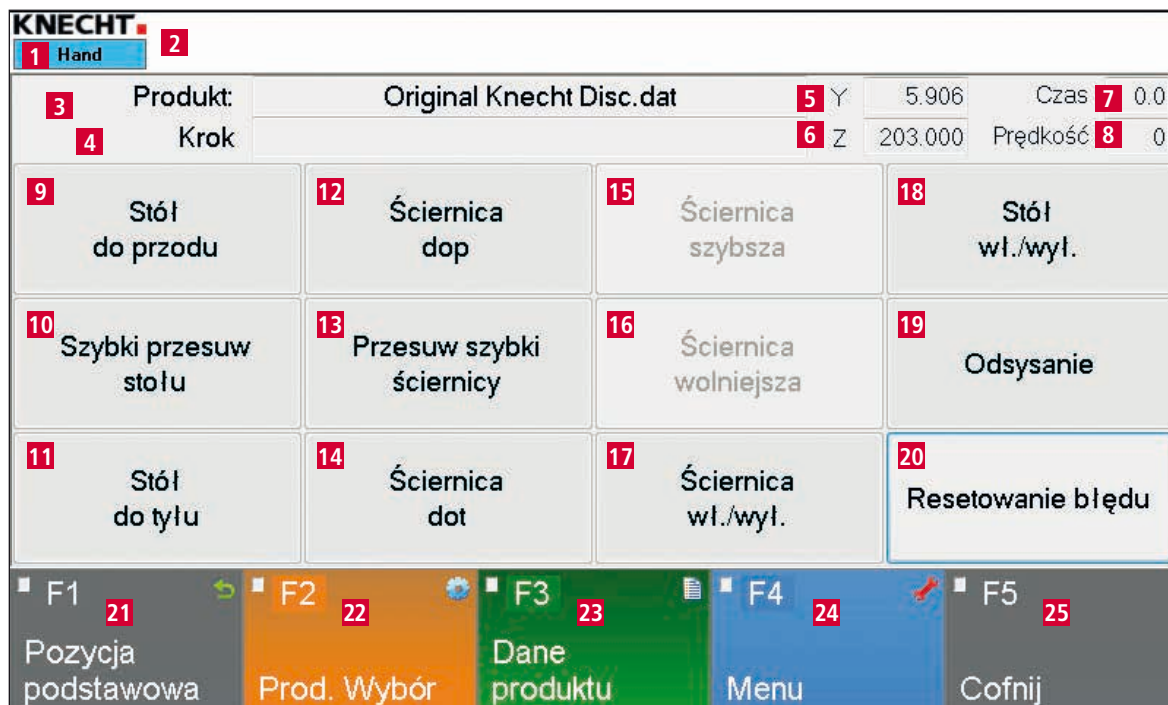 KNECHT
1 Hand 2
3 Produkt: Original Knecht Disc.dat 5 Y 5.906 Czas 7 0.0
4 Krok 6 Z 203.000 Prędkość 8 0
9 Stół
do przodu
12 Ściernica
dop
15 Ściernica
szybsza
18 Stół
wł./wył.
10 Szybki przesuw
stołu
13 Przesuw szybki
ściernicy
16 Ściernica
wolniejsza
19 Odsysanie
11 Stół
do tyłu
14 Ściernica
dot
17 Ściernica
wł./wył.
20 Resetowanie błędu
F1 21
Pozycja
podstawowa
F2 22
Prod. Wybór
F3 23
Dane
produktu
F4 24
Menu
F5 25
Cofnij